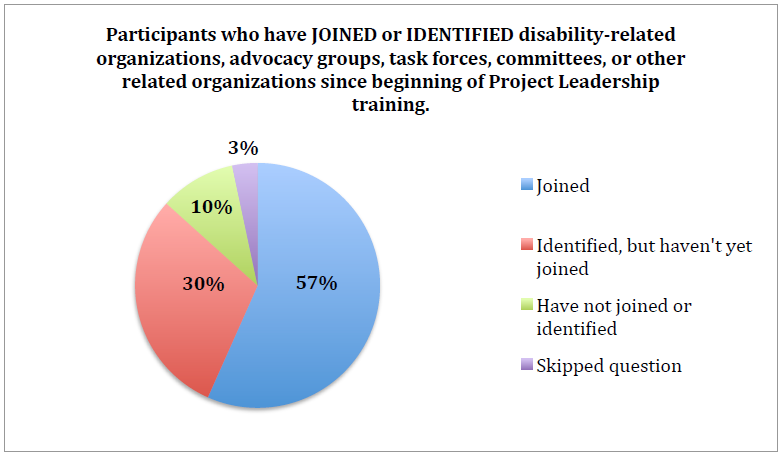 Participants who have JOINED or IDENTIFIED disability-related
organizations, advocacy groups, task forces, committees, or other
related organizations since beginning of Project Leadership
training.
3%
10%
30%
57%
Joined
Identified, but haven't yet
joined
Have not joined or
identified
Skipped question